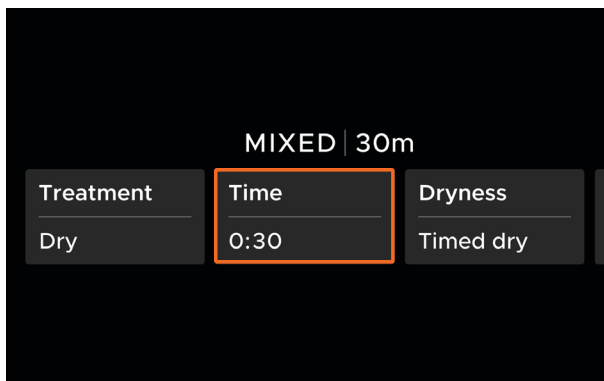 MIXED | 30m
Treatment
Dry
Time
0:30
Dryness
Timed dry